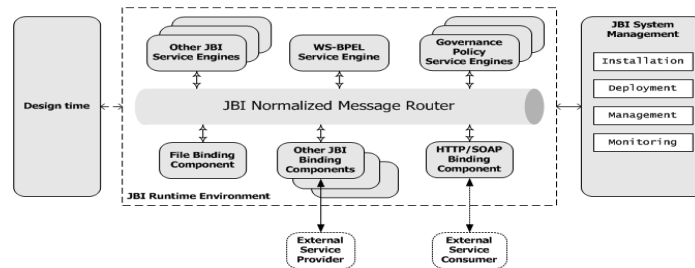 Other JBI
Service Engines
WS-BPEL
Service Engine
Governance
Policy
Service Engines
JBI System
Management
Installation
Deployment
Management
Monitoring
Design time
JBI Normalized Message Router
File Binding
Component
Other JBI
Binding
Components
HTTP/SOAP
Binding
Component
JBI Runtime Environment
External
Service
Provider
External
Service
Consumer